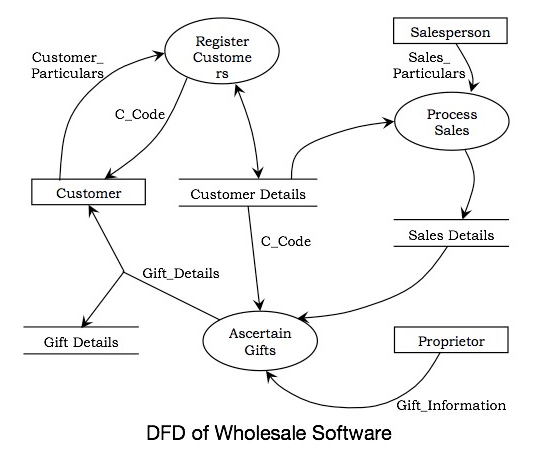 Register
Custome
rs
Salesperson
Customer_
Particulars
Sales_
Particulars
C_Code
Process
Sales
Customer
Customer Details
Sales Details
C_Code
Gift_Details
Gift Details
Ascertain
Gifts
Proprietor
Gift_Information
DFD of Wholesale Software